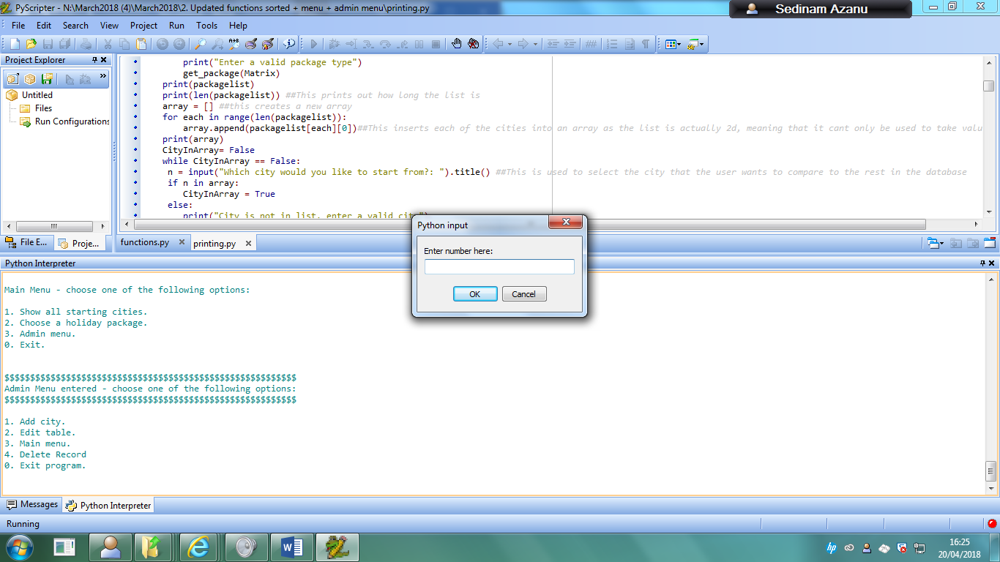 PyScripter - N:\March2018 (4)\March2018\2. Updated functions sorted + menu + admin menu\printing.py
Sedinam Azanu
File Edit Search View Project Run Tools Help
Project Explorer
Untitled
Files
Run Configurations
File E... Proje...
print("Enter a valid package type")
get_package(Matrix)
print(packagelist)
print(len(packagelist)) ##This prints out how long the list is
array = [] ##this creates a new array
for each in range(len(packagelist)):
array.append(packagelist[each][0])##This inserts each of the cities into an array as the list is actually 2d, meaning that it cant only be used to take valu
print(array)
CityInArray= False
while CityInArray == False:
n = input("Which city would you like to start from?: ").title() ##This is used to select the city that the user wants to compare to the rest in the database
if n in array:
CityInArray = True
else:
print("City is not in list, enter a valid
functions.py printing.py
Python input
Enter number here:
OK Cancel
Python Interpreter
Main Menu - choose one of the following options:
1. Show all starting cities.
2. Choose a holiday package.
3. Admin menu.
0. Exit.
$$$$$$$$$$$$$$$$$$$$$$$$$$$$$$$$$$$$$$$$$$$$$$$$$$$$$$$$$
Admin Menu entered - choose one of the following options:
$$$$$$$$$$$$$$$$$$$$$$$$$$$$$$$$$$$$$$$$$$$$$$$$$$$$$$$$$
1. Add city.
2. Edit table.
3. Main menu.
4. Delete Record
0. Exit program.
Messages Python Interpreter
Running
16:25
20/04/2018